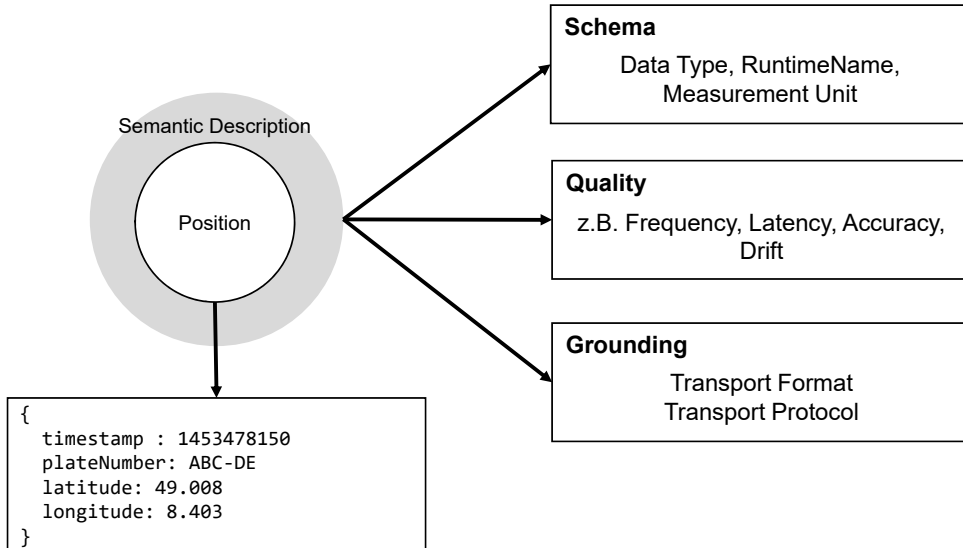 Semantic Description
Position
{
  timestamp : 1453478150
  plateNumber: ABC-DE
  latitude: 49.008
  longitude: 8.403
}
Schema
Data Type, RuntimeName,
Measurement Unit
Quality
z.B. Frequency, Latency, Accuracy,
Drift
Grounding
Transport Format
Transport Protocol